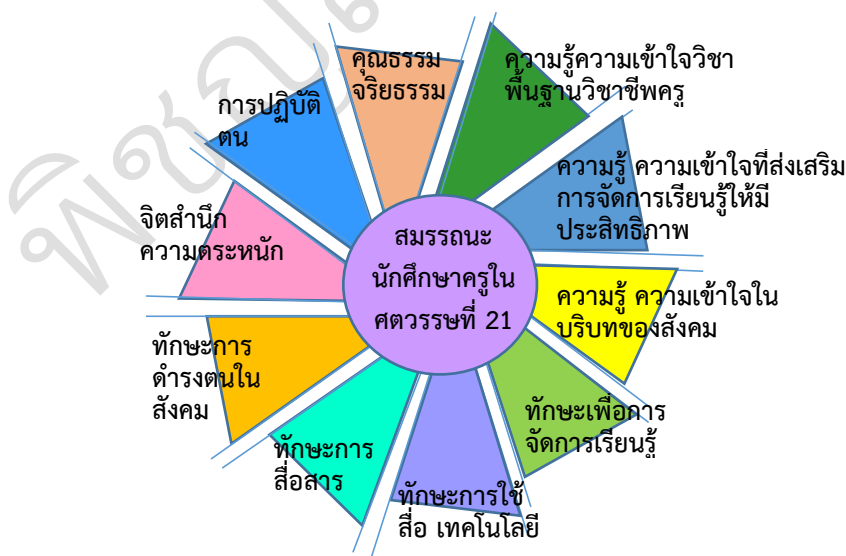 คุณธรรม
จริยธรรม
ความรู้ความเข้าใจวิชา
พื้นฐานวิชาชีพครู
ความรู้ ความเข้าใจที่ส่งเสริม
การจัดการเรียนรู้ให้มี
ประสิทธิภาพ
ความรู้ ความเข้าใจใน
บริบทของสังคม
ทักษะเพื่อการ
จัดการเรียนรู้
ทักษะการใช้
สื่อ เทคโนโลยี
ทักษะการ
สื่อสาร
ทักษะการ
ดำรงตนใน
สังคม
จิตสำนึก
ความตระหนัก
การปฏิบัติ
ตน
สมรรถนะ
นักศึกษาครูใน
ศตวรรษที่ 21